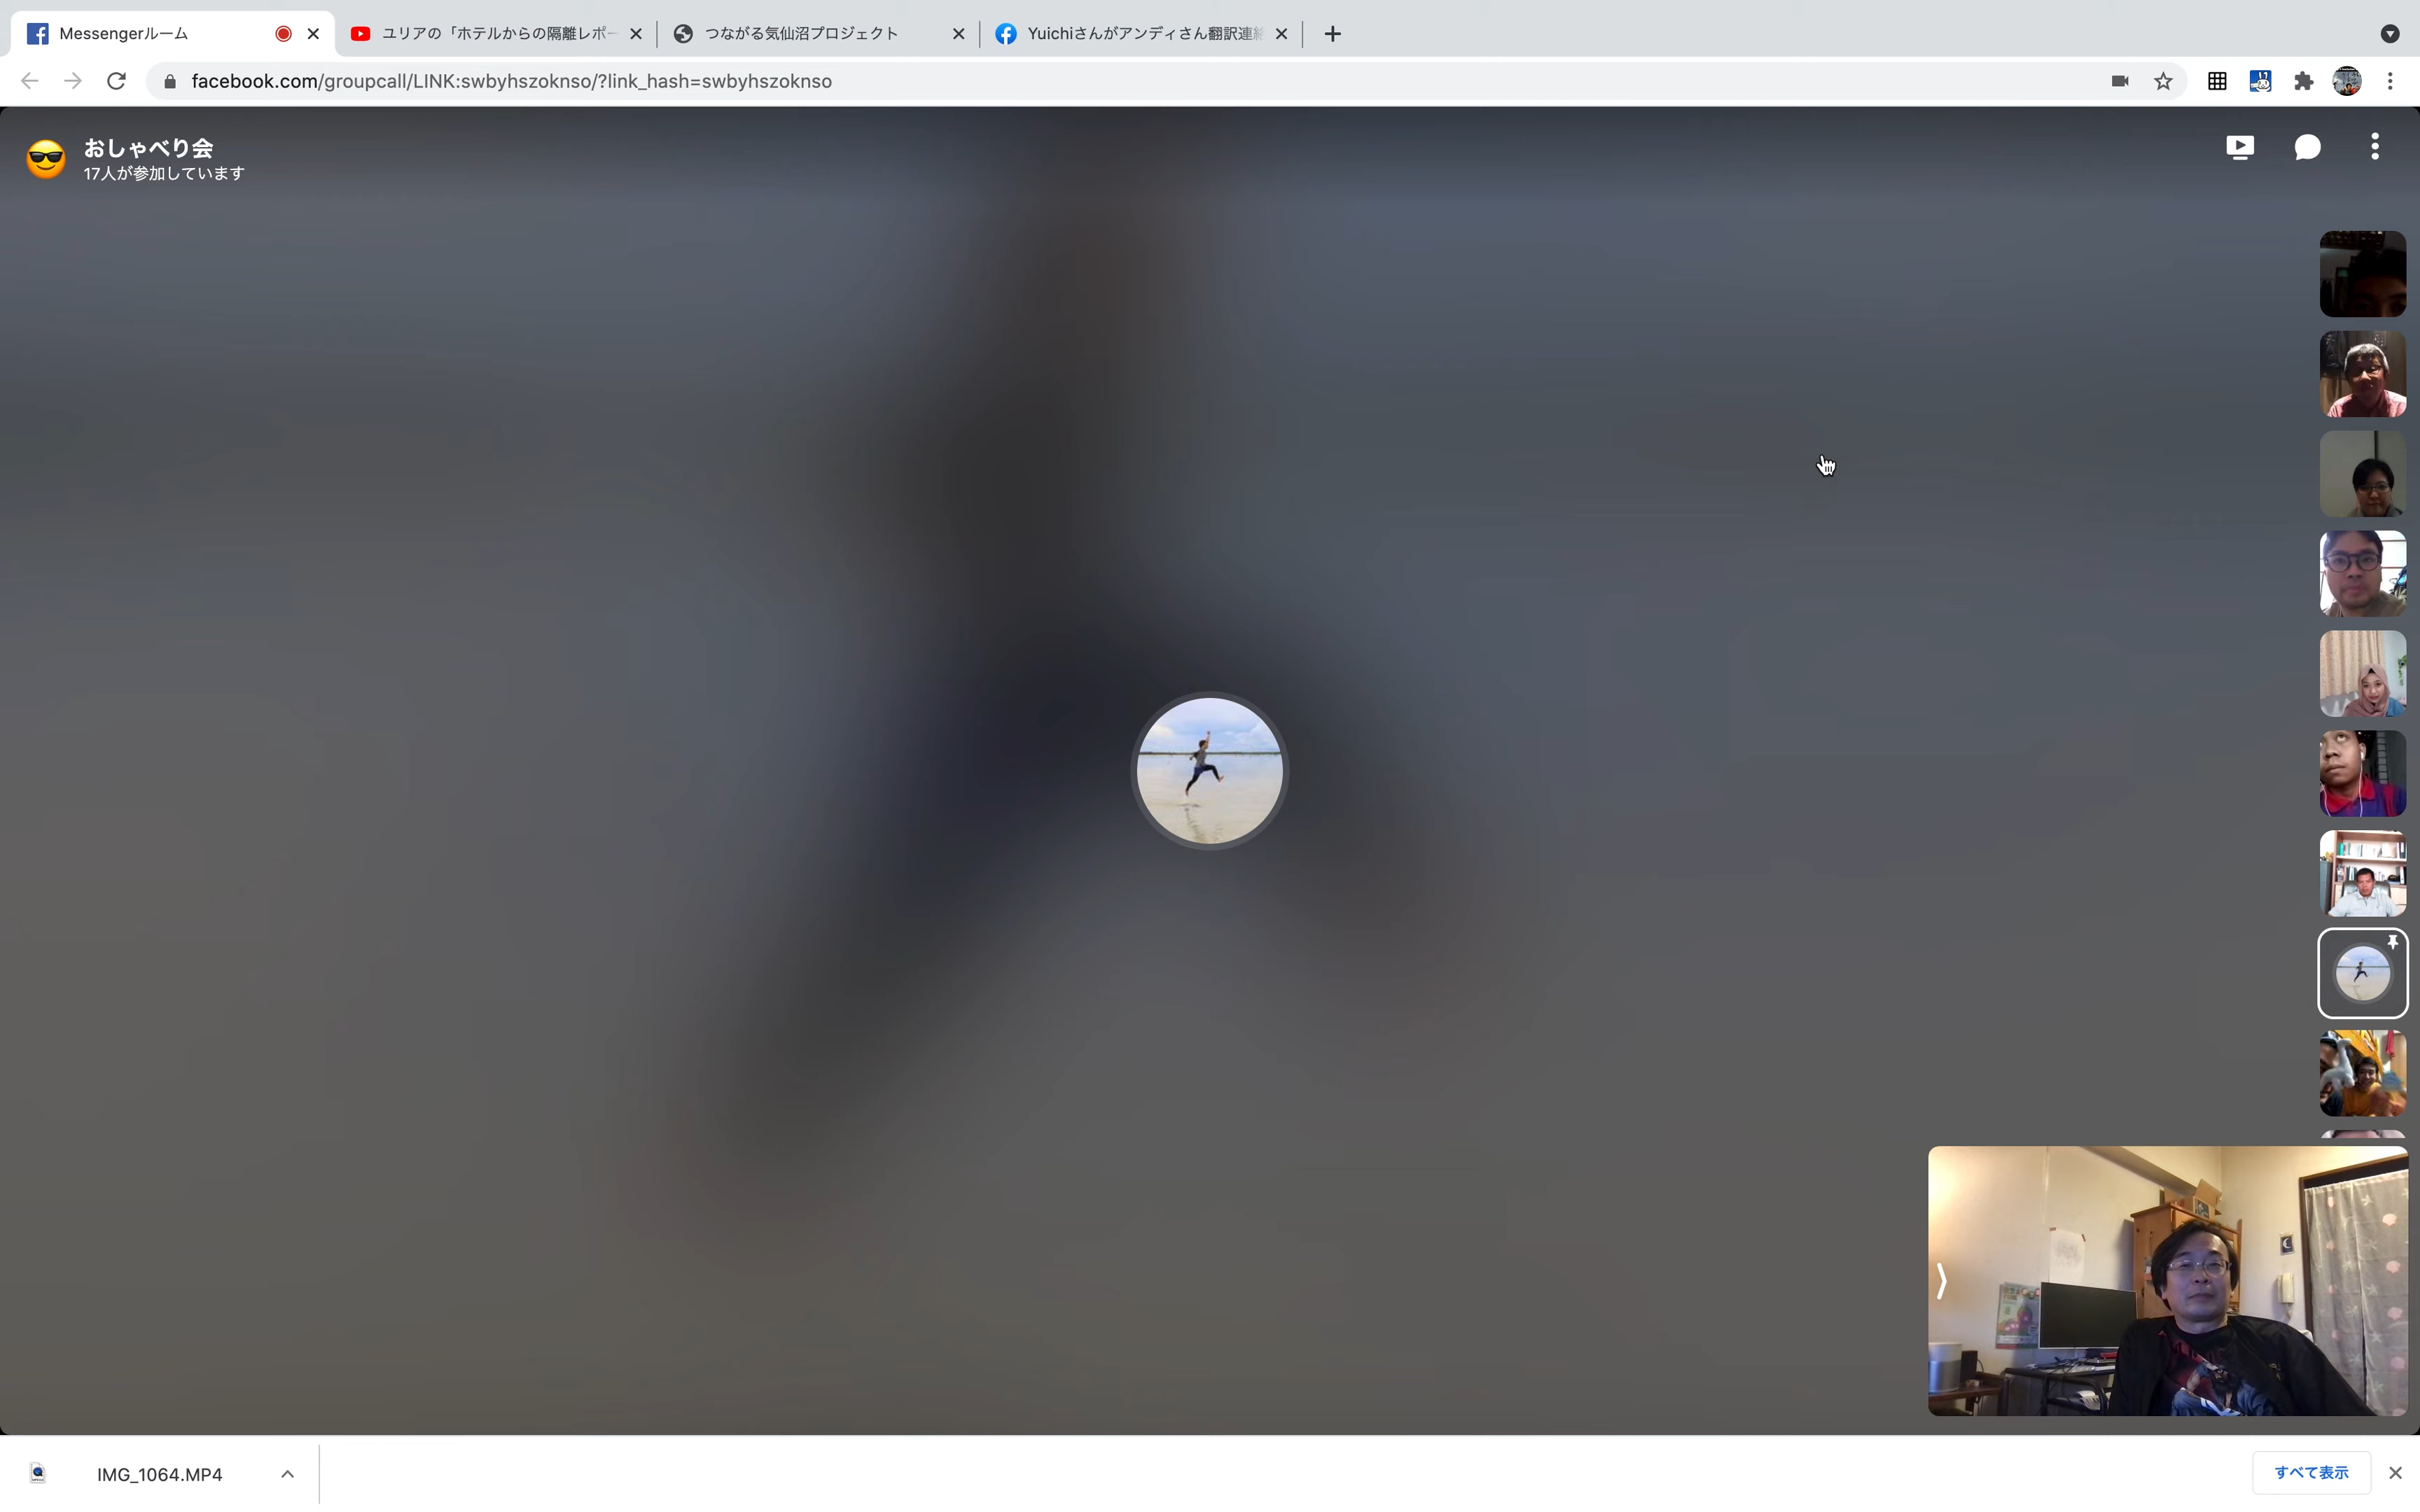 Messengerルーム
ユリアの「ホテルからの隔離レポー
つながる気仙沼プロジェクト
Yuichiさんがアンディさん翻訳連絡
facebook.com/groupcall/LINK:swbyhszoknso/?link_hash=swbyhszoknso
おしゃべり会
17人が参加しています
IMG_1064.MP4
すべて表示